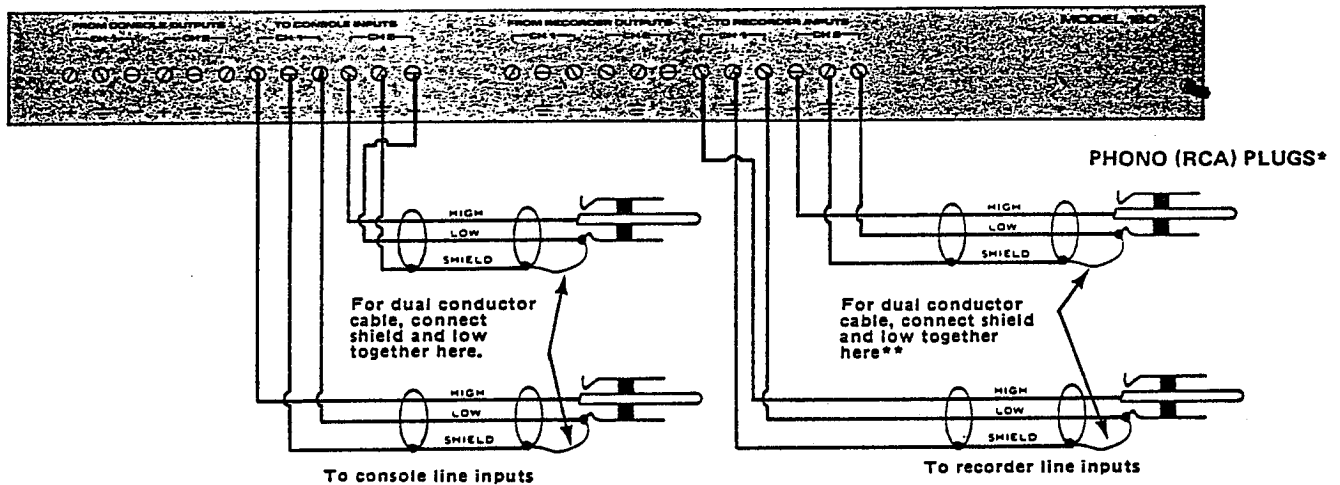 FROM CONSOLE OUTPUTS
TO CONSOLE INPUTS
FROM RECORDER OUTPUTS
TO RECORDER INPUTS
MODEL 180
CH 1
CH 2
CH 1
CH 2
CH 1
CH 2
CH 1
CH 2
PHONO (RCA) PLUGS*
HIGH
LOW
SHIELD
HIGH
LOW
SHIELD
For dual conductor
cable, connect
shield and low
together here.
For dual conductor
cable, connect shield
and low together
here**
HIGH
LOW
SHIELD
HIGH
LOW
SHIELD
To console line inputs
To recorder line inputs